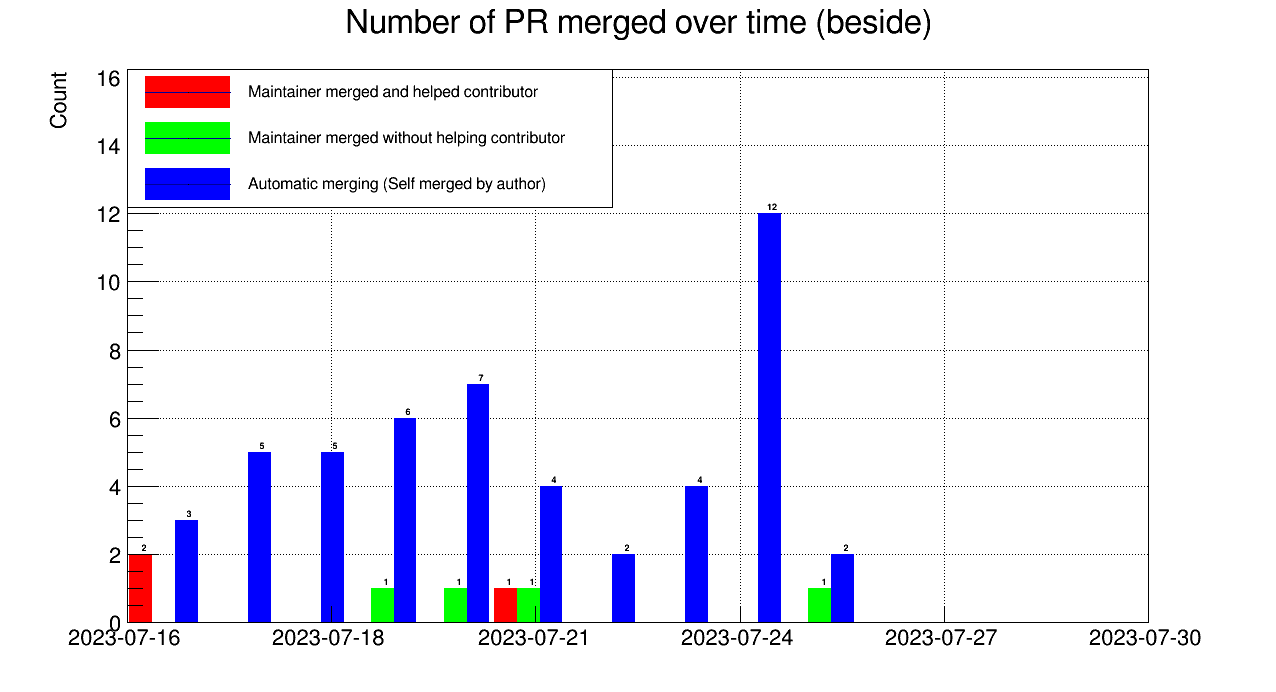 Number of PR merged over time (beside)
Count
16
14
12
10
8
6
4
2
0
Maintainer merged and helped contributor
Maintainer merged without helping contributor
Automatic merging (Self merged by author)
2 3 5 5 1 6 1 7 1 1 4 2 4 12 1 2
2023-07-16 2023-07-18 2023-07-21 2023-07-24 2023-07-27 2023-07-30